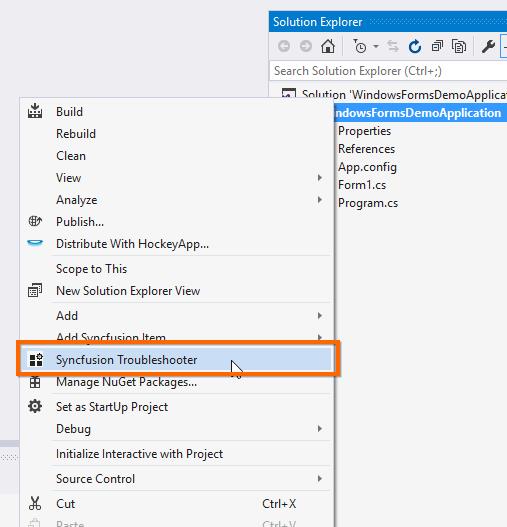 Solution Explorer
Search Solution Explorer (Ctrl+;)
Solution 'WindowsFormsDemoApplica
ndowsFormsDemoApplication
Properties
References
App.config
Form1.cs
Program.cs
Build
Rebuild
Clean
View
Analyze
Publish...
Distribute With HockeyApp...
Scope to This
New Solution Explorer View
Add
Add Syncfusion Item
Syncfusion Troubleshooter
Manage NuGet Packages...
Set as StartUp Project
Debug
Initialize Interactive with Project
Source Control
Cut Ctrl+X
Paste Ctrl+V